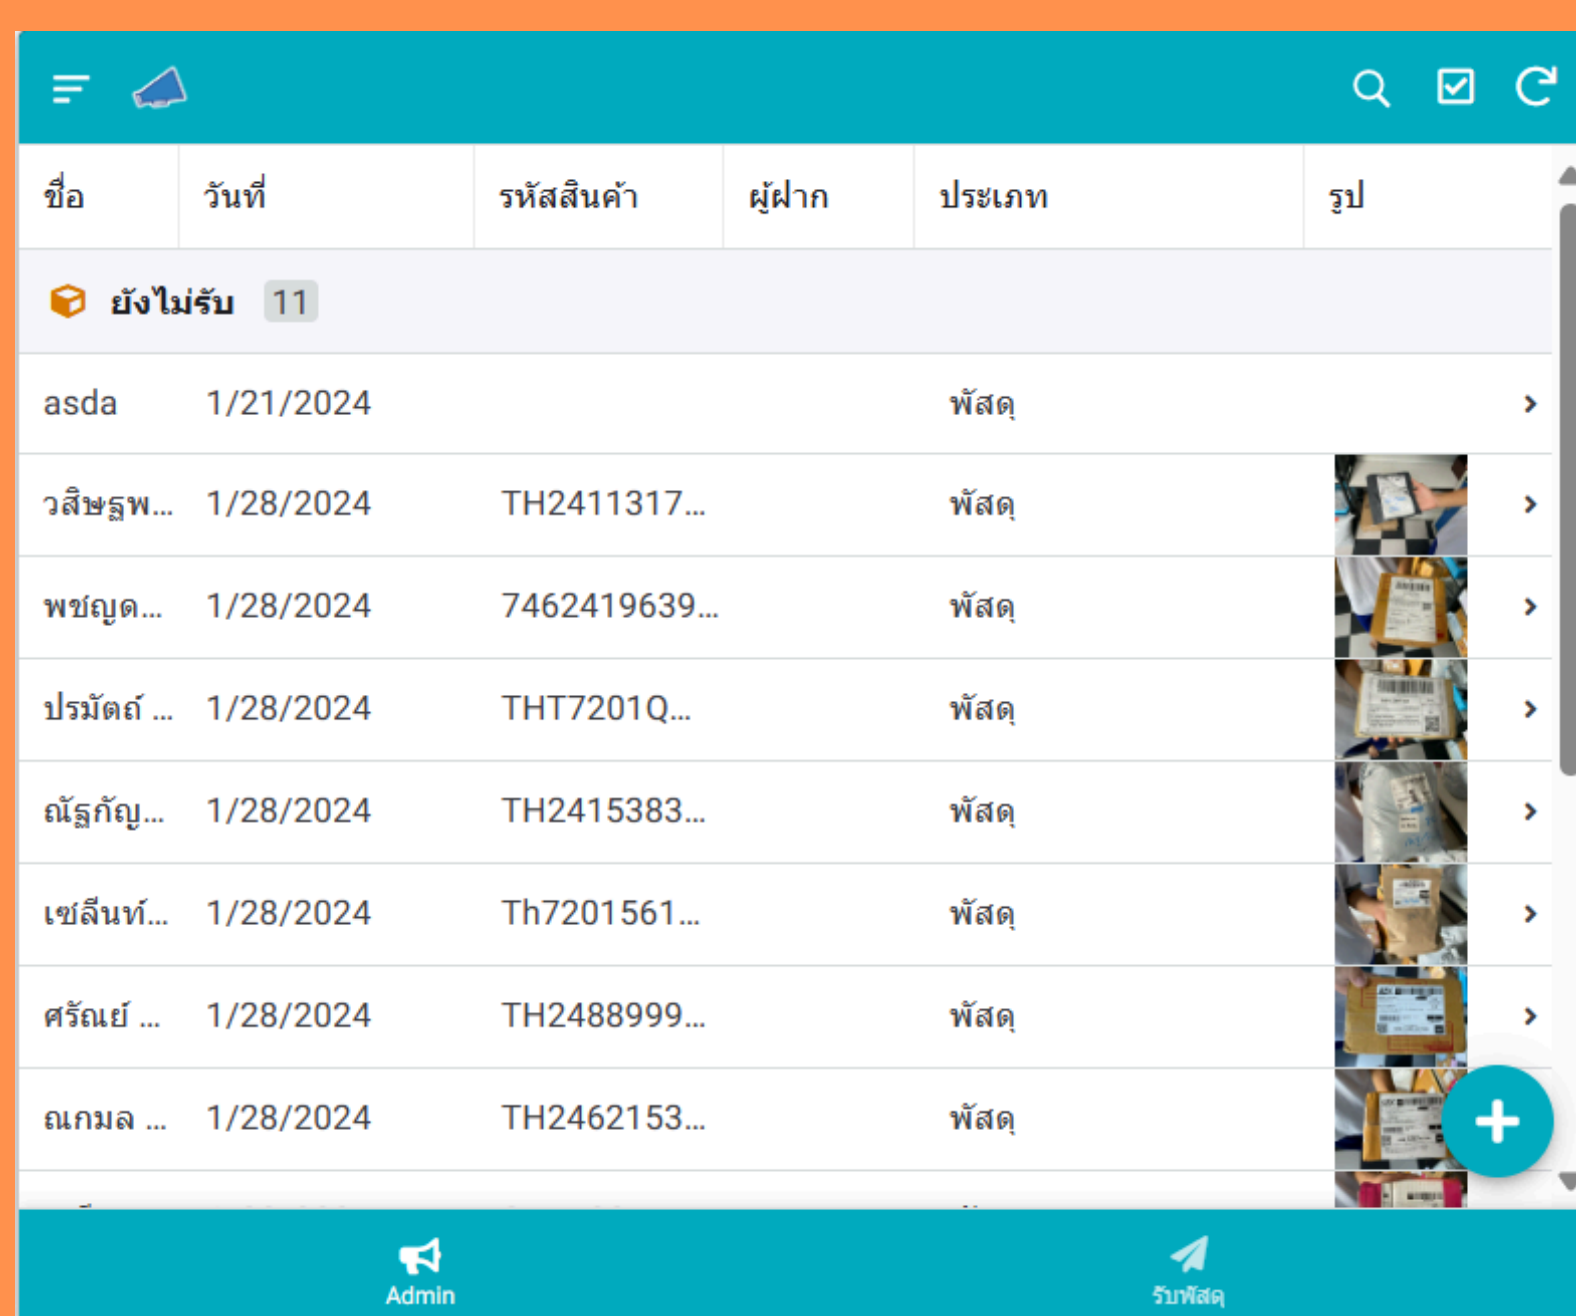 ชื่อ วันที่ รหัสสินค้า ผู้ฝาก ประเภท รูป
ยังไม่รับ 11
asda 1/21/2024 พัสดุ
วสิษฐพ... 1/28/2024 TH2411317... พัสดุ
พชญด... 1/28/2024 7462419639... พัสดุ
ปรมัตถ์ ... 1/28/2024 THT7201Q... พัสดุ
ณัฐกัญ... 1/28/2024 TH2415383... พัสดุ
เซลีนท์... 1/28/2024 Th7201561... พัสดุ
ศรัณย์ ... 1/28/2024 TH2488999... พัสดุ
ณกมล ... 1/28/2024 TH2462153... พัสดุ
Admin รับพัสดุ